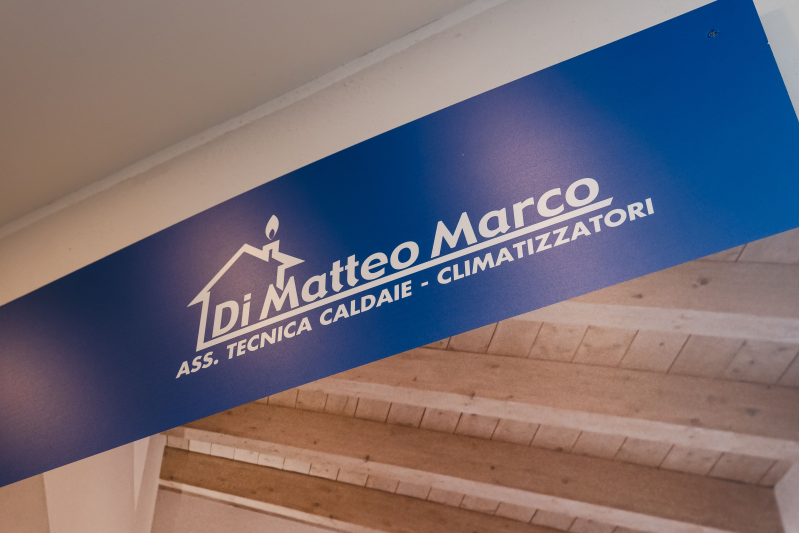 Di Matteo Marco
ASS. TECNICA CALDAIE - CLIMATIZZATORI